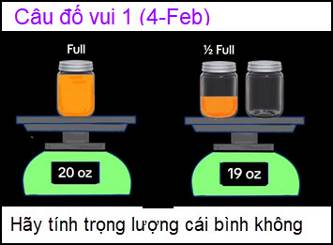 Câu đố vui 1 (4-Feb)
Full
½ Full
20 oz
19 oz
Hãy tính trọng lượng cái bình không